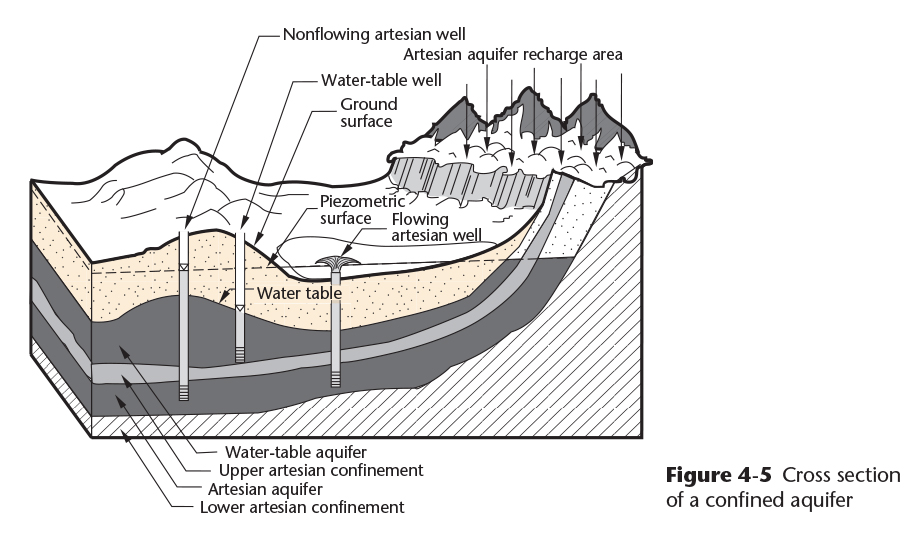 Nonflowing artesian well
Artesian aquifer recharge area
Water-table well
Ground
surface
Piezometric
surface
Flowing
artesian well
Water table
Water-table aquifer
Upper artesian confinement
Artesian aquifer
Lower artesian confinement
Figure 4-5 Cross section
of a confined aquifer